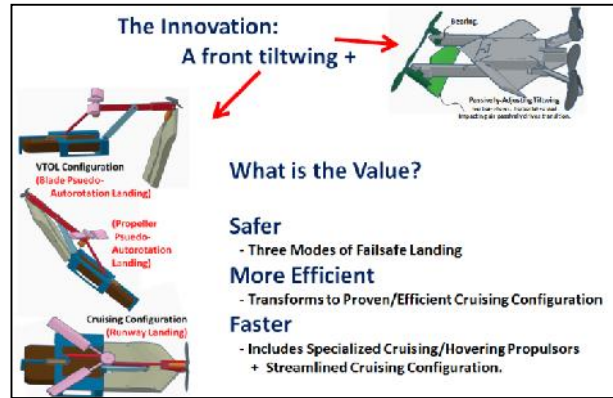 The Innovation:
A front tiltwing +
Bearing.
Passively-Adjusting Tiltwing
VTOL Configuration
(Blade Psuedo-
Autorotation Landing)
What is the Value?
(Propeller
Psuedo-
Autorotation
Landing)
Safer
- Three Modes of Failsafe Landing
More Efficient
- Transforms to Proven/Efficient Cruising Configuration
Cruising Configuration
(Runway Landing)
Faster
- Includes Specialized Cruising/Hovering Propulsors
+ Streamlined Cruising Configuration.